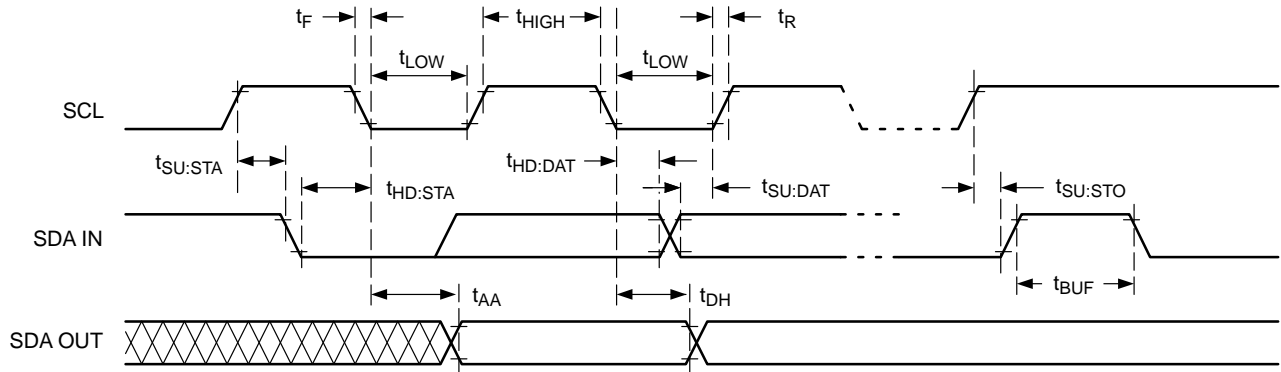 tF
tHIGH
tR
tLOW
tLOW
SCL
tSU:STA
tHD:STA
tHD:DAT
tSU:DAT
tSU:STO
SDA IN
tBUF
tAA
tDH
SDA OUT